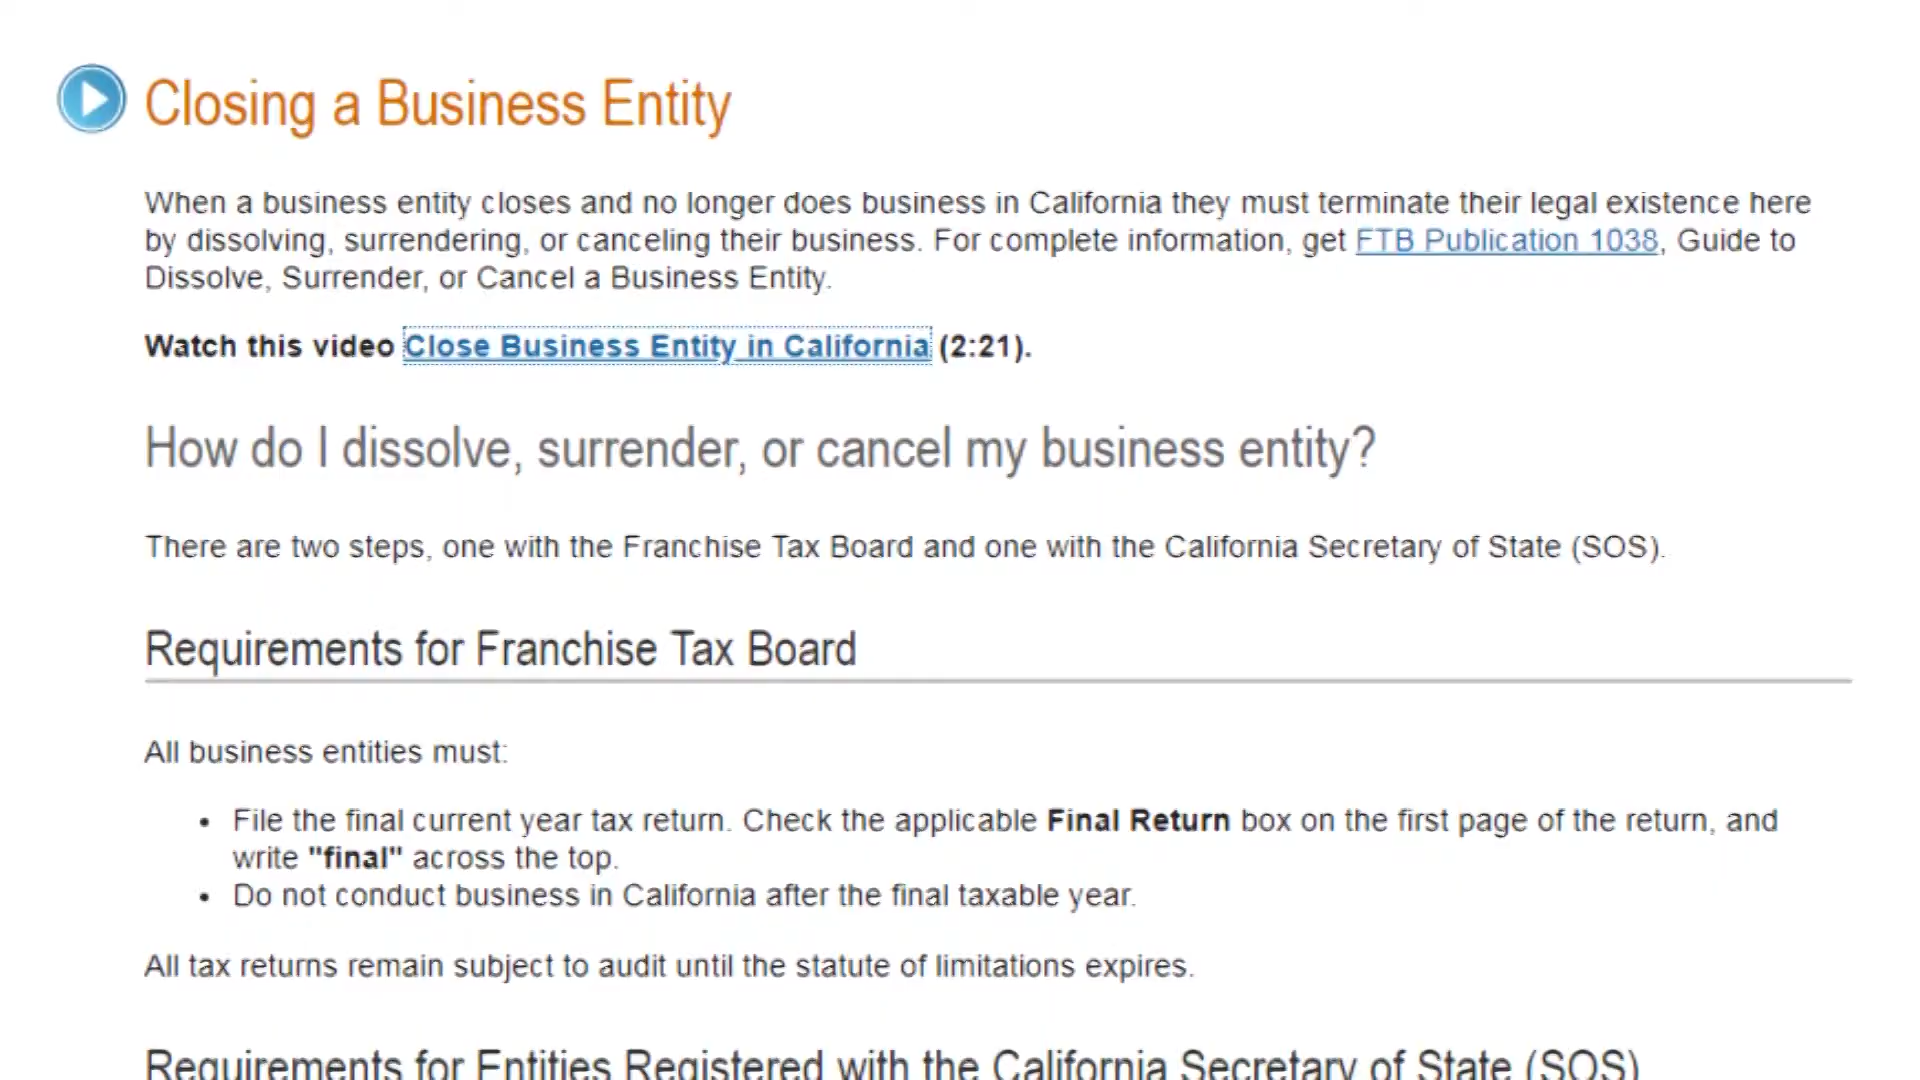 Closing a Business Entity
When a business entity closes and no longer does business in California they must terminate their legal existence here
by dissolving, surrendering, or canceling their business. For complete information, get FTB Publication 1038, Guide to
Dissolve, Surrender, or Cancel a Business Entity.
Watch this video Close Business Entity in California (2:21).
How do I dissolve, surrender, or cancel my business entity?
There are two steps, one with the Franchise Tax Board and one with the California Secretary of State (SOS).
Requirements for Franchise Tax Board
All business entities must:
• File the final current year tax return. Check the applicable Final Return box on the first page of the return, and
write "final" across the top.
• Do not conduct business in California after the final taxable year.
All tax returns remain subject to audit until the statute of limitations expires.
Requirements for Entities Registered with the California Secretary of State (SOS)